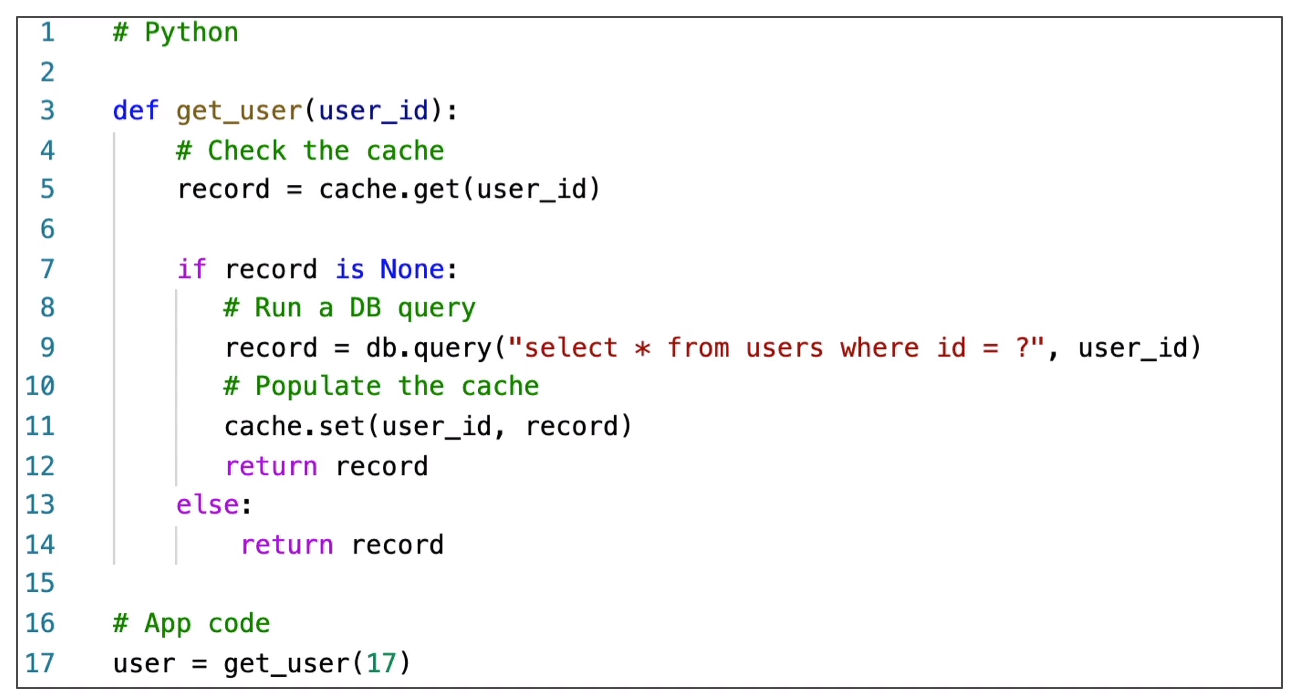 1 # Python
2
3 def get_user(user_id):
4     # Check the cache
5     record = cache.get(user_id)
6
7     if record is None:
8        # Run a DB query
9        record = db.query("select * from users where id = ?", user_id)
10        # Populate the cache
11        cache.set(user_id, record)
12        return record
13     else:
14         return record
15
16 # App code
17 user = get_user(17)